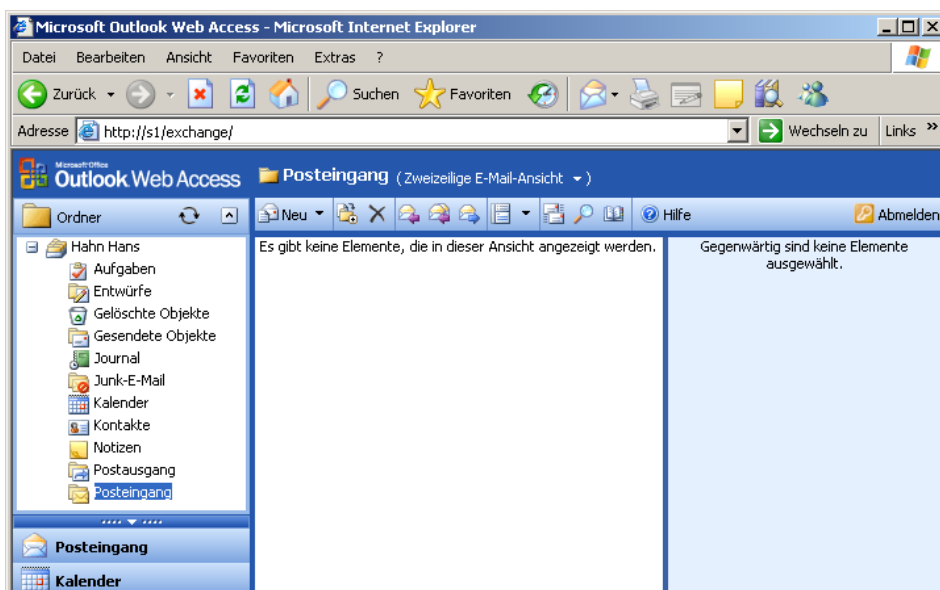 Microsoft Outlook Web Access - Microsoft Internet Explorer
Datei Bearbeiten Ansicht Favoriten Extras ?
Zurück Suchen Favoriten
Adresse http://s1/exchange/ Wechseln zu Links »
Microsoft Office
Outlook Web Access Posteingang (Zweizeilige E-Mail-Ansicht )
Ordner Neu Hilfe Abmelden
Hahn Hans Es gibt keine Elemente, die in dieser Ansicht angezeigt werden. Gegenwärtig sind keine Elemente
ausgewählt.
Aufgaben
Entwürfe
Gelöschte Objekte
Gesendete Objekte
Journal
Junk-E-Mail
Kalender
Kontakte
Notizen
Postausgang
Posteingang
Posteingang
Kalender